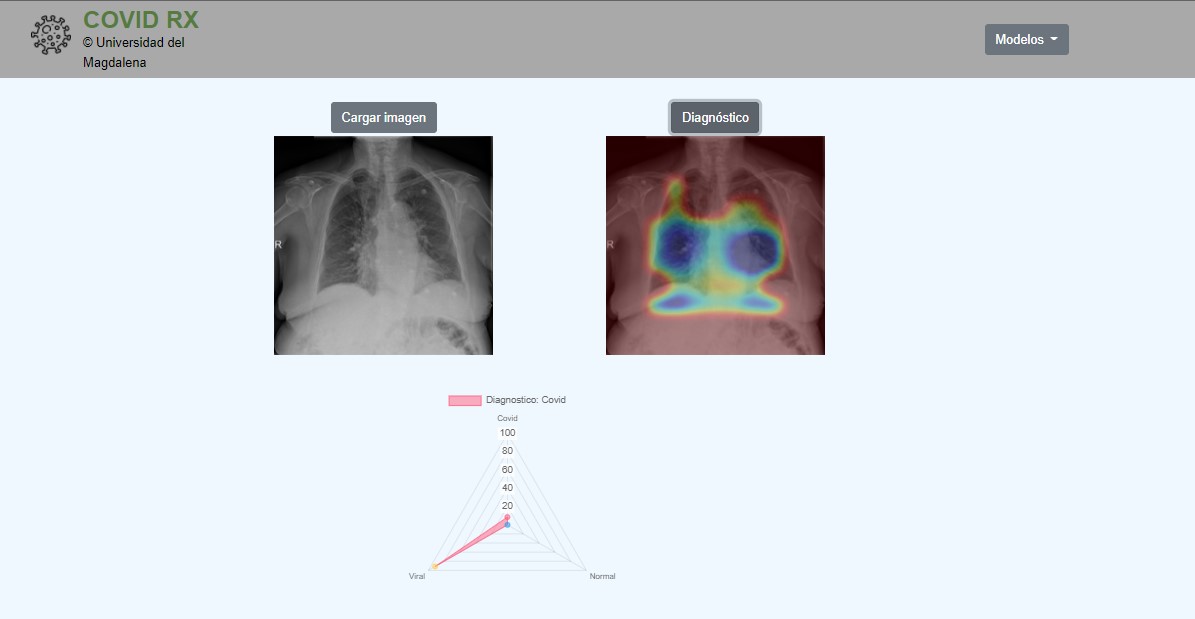 COVID RX
© Universidad del
Magdalena
Modelos
Cargar imagen
Diagnóstico
R
R
Diagnostico: Covid
Covid
100
80
60
40
20
Viral
Normal